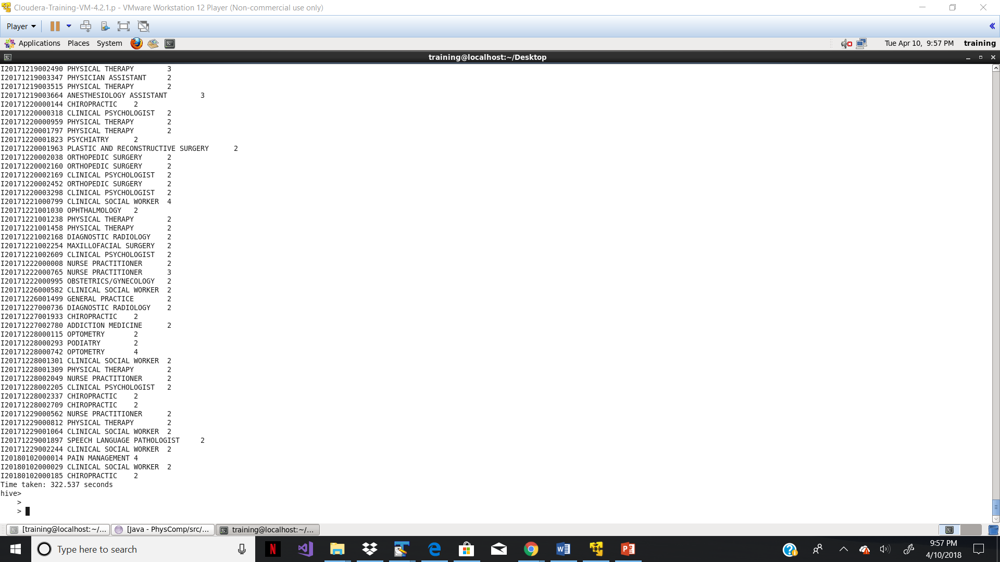 Cloudera-Training-VM-4.2.1.p - VMware Workstation 12 Player (Non-commercial use only)
Player
Applications Places System Tue Apr 10, 9:57 PM training
training@localhost:~/Desktop
I20171219002490 PHYSICAL THERAPY 3
I20171219003347 PHYSICIAN ASSISTANT 2
I20171219003515 PHYSICAL THERAPY 2
I20171219003664 ANESTHESIOLOGY ASSISTANT 3
I20171220000144 CHIROPRACTIC 2
I20171220000318 CLINICAL PSYCHOLOGIST 2
I20171220000959 PHYSICAL THERAPY 2
I20171220001797 PHYSICAL THERAPY 2
I20171220001823 PSYCHIATRY 2
I20171220001963 PLASTIC AND RECONSTRUCTIVE SURGERY 2
I20171220002038 ORTHOPEDIC SURGERY 2
I20171220002160 ORTHOPEDIC SURGERY 2
I20171220002169 CLINICAL PSYCHOLOGIST 2
I20171220002452 ORTHOPEDIC SURGERY 2
I20171220003298 CLINICAL PSYCHOLOGIST 2
I20171221000799 CLINICAL SOCIAL WORKER 4
I20171221001030 OPHTHALMOLOGY 2
I20171221001238 PHYSICAL THERAPY 2
I20171221001458 PHYSICAL THERAPY 2
I20171221002168 DIAGNOSTIC RADIOLOGY 2
I20171221002254 MAXILLOFACIAL SURGERY 2
I20171221002609 CLINICAL PSYCHOLOGIST 2
I20171222000008 NURSE PRACTITIONER 2
I20171222000765 NURSE PRACTITIONER 3
I20171222000995 OBSTETRICS/GYNECOLOGY 2
I20171226000582 CLINICAL SOCIAL WORKER 2
I20171226001499 GENERAL PRACTICE 2
I20171227000736 DIAGNOSTIC RADIOLOGY 2
I20171227001933 CHIROPRACTIC 2
I20171227002780 ADDICTION MEDICINE 2
I20171228000115 OPTOMETRY 2
I20171228000293 PODIATRY 2
I20171228000742 OPTOMETRY 4
I20171228001301 CLINICAL SOCIAL WORKER 2
I20171228001309 PHYSICAL THERAPY 2
I20171228002049 NURSE PRACTITIONER 2
I20171228002205 CLINICAL PSYCHOLOGIST 2
I20171228002337 CHIROPRACTIC 2
I20171228002709 CHIROPRACTIC 2
I20171229000562 NURSE PRACTITIONER 2
I20171229000812 PHYSICAL THERAPY 2
I20171229001064 CLINICAL SOCIAL WORKER 2
I20171229001897 SPEECH LANGUAGE PATHOLOGIST 2
I20171229002244 CLINICAL SOCIAL WORKER 2
I20180102000014 PAIN MANAGEMENT 4
I20180102000029 CLINICAL SOCIAL WORKER 2
I20180102000185 CHIROPRACTIC 2
Time taken: 322.537 seconds
hive>
>
>
[training@localhost:~/... [Java - PhysComp/src/... training@localhost:~/...
Type here to search
9:57 PM
4/10/2018